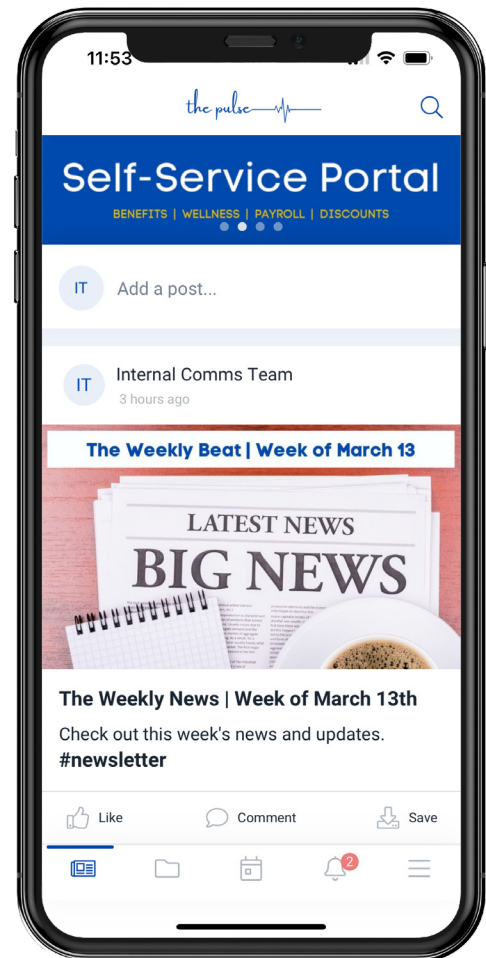 11:53
the pulse
Self-Service Portal
BENEFITS | WELLNESS | PAYROLL | DISCOUNTS
IT
Add a post...
IT
Internal Comms Team
3 hours ago
The Weekly Beat | Week of March 13
LATEST NEWS
BIG NEWS
The Weekly News | Week of March 13th
Check out this week's news and updates.
#newsletter
Like
Comment
Save
2